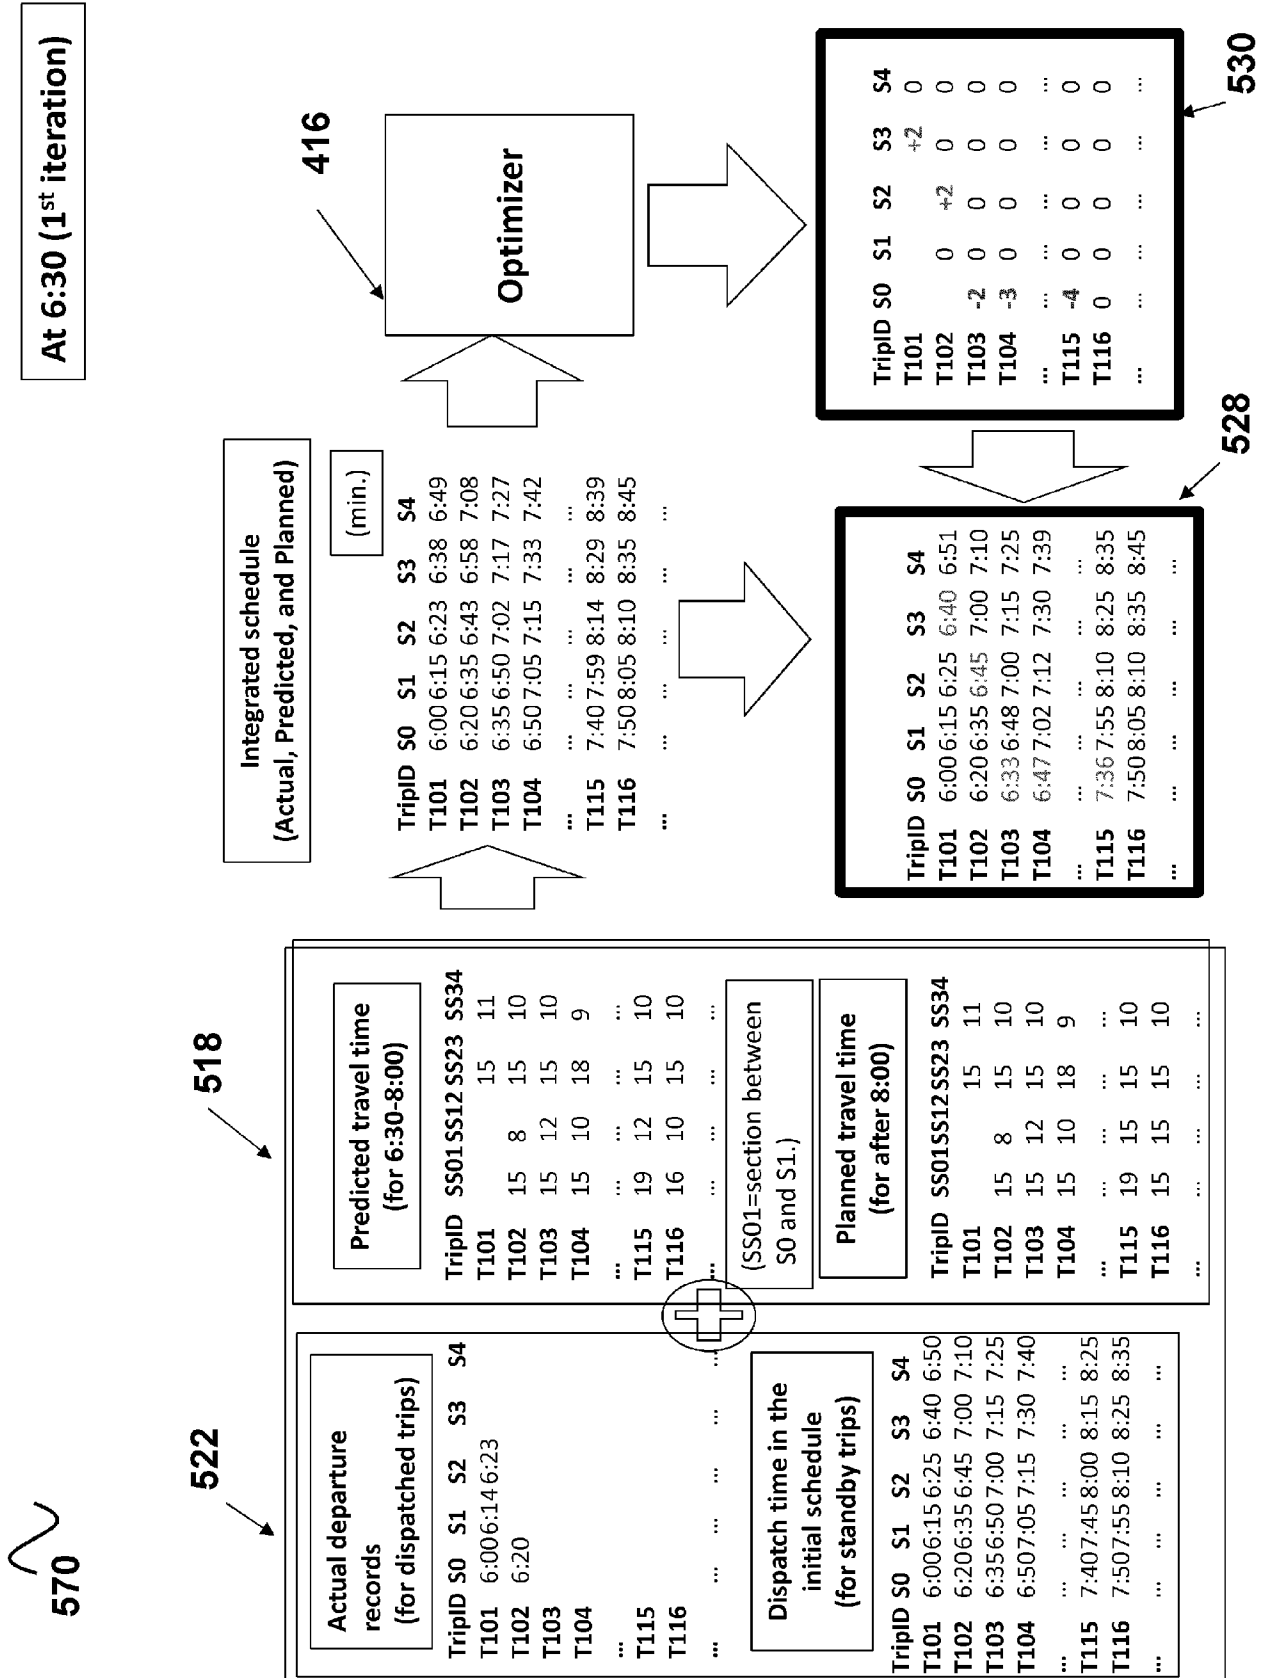 570
At 6:30 (1st iteration)
522
Actual departure
records
(for dispatched trips)
TripID S0 S1 S2 S3 S4
T101 6:00 6:14 6:23
T102 6:20
T103
T104
...
T115
T116
... ... ... ... ... ...
Dispatch time in the
initial schedule
(for standby trips)
TripID S0 S1 S2 S3 S4
T101 6:00 6:15 6:25 6:40 6:50
T102 6:20 6:35 6:45 7:00 7:10
T103 6:35 6:50 7:00 7:15 7:25
T104 6:50 7:05 7:15 7:30 7:40
... ... ... ... ... ...
T115 7:40 7:45 8:00 8:15 8:25
T116 7:50 7:55 8:10 8:25 8:35
... ... ... ... ... ...
518
Predicted travel time
(for 6:30-8:00)
TripID SS01 SS12 SS23 SS34
T101 15 11
T102 15 8 15 10
T103 15 12 15 10
T104 15 10 18 9
... ... ... ... ...
T115 19 12 15 10
T116 16 10 15 10
... ... ... ... ...
(SS01=section between
S0 and S1.)
Planned travel time
(for after 8:00)
TripID SS01 SS12 SS23 SS34
T101 15 11
T102 15 8 15 10
T103 15 12 15 10
T104 15 10 18 9
... ... ... ... ...
T115 19 15 15 10
T116 15 15 15 10
... ... ... ... ...
Integrated schedule
(Actual, Predicted, and Planned)
(min.)
TripID S0 S1 S2 S3 S4
T101 6:00 6:15 6:23 6:38 6:49
T102 6:20 6:35 6:43 6:58 7:08
T103 6:35 6:50 7:02 7:17 7:27
T104 6:50 7:05 7:15 7:33 7:42
... ... ... ... ... ...
T115 7:40 7:59 8:14 8:29 8:39
T116 7:50 8:05 8:10 8:35 8:45
... ... ... ... ... ...
416
Optimizer
TripID S0 S1 S2 S3 S4
T101 6:00 6:15 6:25 6:40 6:51
T102 6:20 6:35 6:45 7:00 7:10
T103 6:33 6:48 7:00 7:15 7:25
T104 6:47 7:02 7:12 7:30 7:39
... ... ... ... ... ...
T115 7:36 7:55 8:10 8:25 8:35
T116 7:50 8:05 8:10 8:35 8:45
... ... ... ... ... ...
528
TripID S0 S1 S2 S3 S4
T101 +2 0
T102 0 +2 0 0
T103 -2 0 0 0 0
T104 -3 0 0 0 0
... ... ... ... ... ...
T115 -4 0 0 0 0
T116 0 0 0 0 0
... ... ... ... ... ...
530